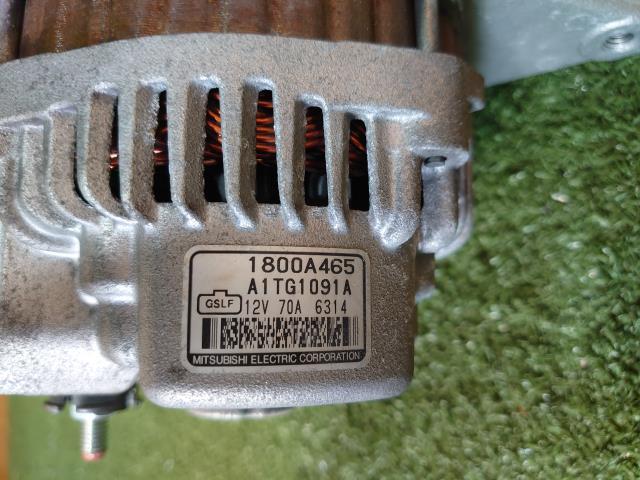 1800A465
A1TG1091A
GSLF 12V 70A 6314
MITSUBISHI ELECTRIC CORPORATION